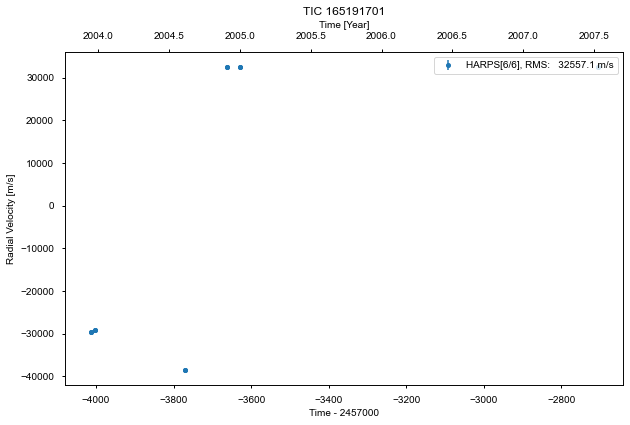 TIC 165191701
Time [Year]
2004.0 2004.5 2005.0 2005.5 2006.0 2006.5 2007.0 2007.5
HARPS[6/6], RMS: 32557.1 m/s
30000
20000
10000
0
−10000
−20000
−30000
−40000
Radial Velocity [m/s]
−4000 −3800 −3600 −3400 −3200 −3000 −2800
Time - 2457000